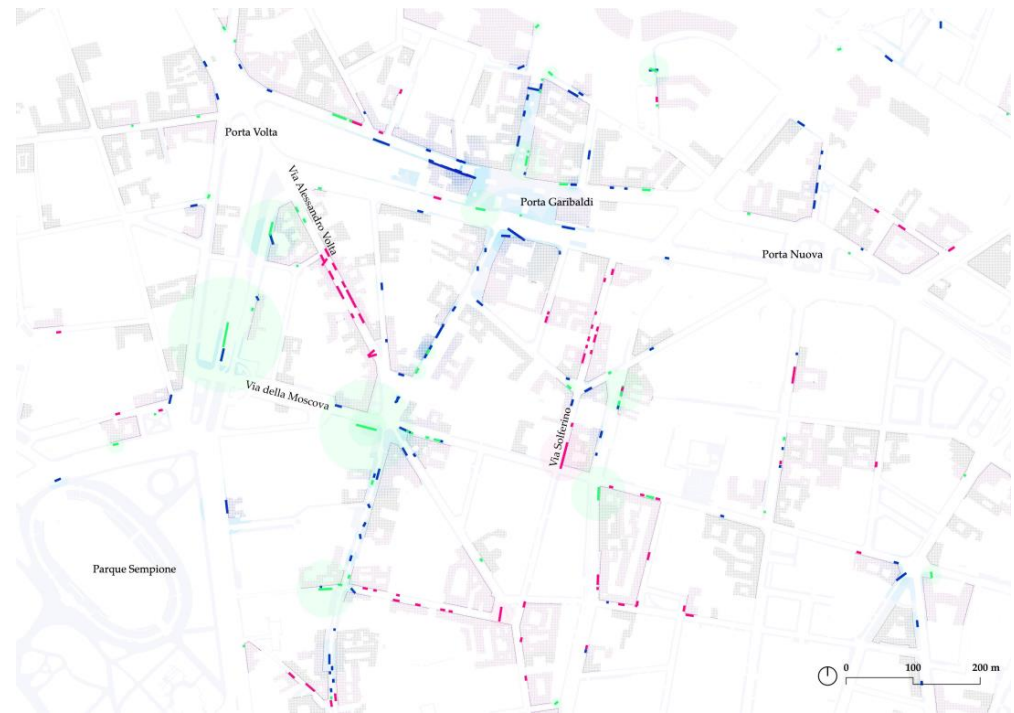 Porta Volta
Via Alessandro Volta
Porta Garibaldi
Porta Nuova
Via della Moscova
Via Solferino
Parque Sempione
0 100 200 m